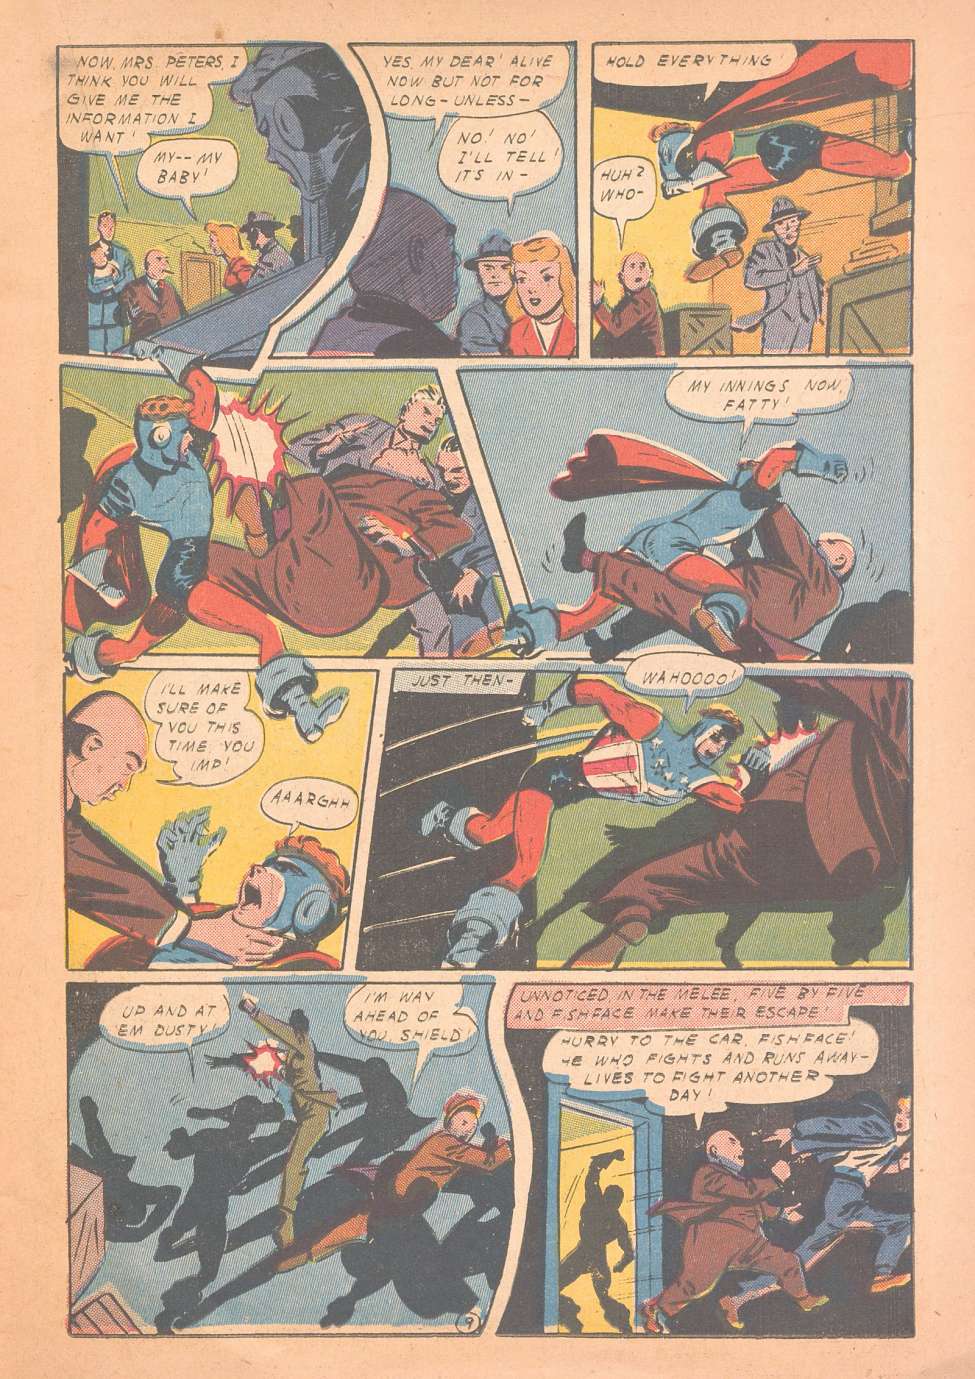 NOW, MRS. PETERS, I
THINK YOU WILL
GIVE ME THE
INFORMATION I
WANT!
MY-- MY
BABY!
YES, MY DEAR! ALIVE
NOW BUT NOT FOR
LONG-UNLESS-
NO! NO!
I'LL TELL!
IT'S IN-
HOLD EVERYTHING!
HUH?
WHO-
MY INNINGS NOW,
FATTY!
I'LL MAKE
SURE OF
YOU THIS
TIME, YOU
IMP!
AAARGHH
JUST THEN-
WAHOOOO!
UP AND AT
'EM DUSTY!
I'M WAY
AHEAD OF
YOU, SHIELD!
UNNOTICED, IN THE MELEE, FIVE BY FIVE
AND FISHFACE MAKE THEIR ESCAPE!
HURRY TO THE CAR, FISHFACE!
HE WHO FIGHTS AND RUNS AWAY-
LIVES TO FIGHT ANOTHER
DAY!
9